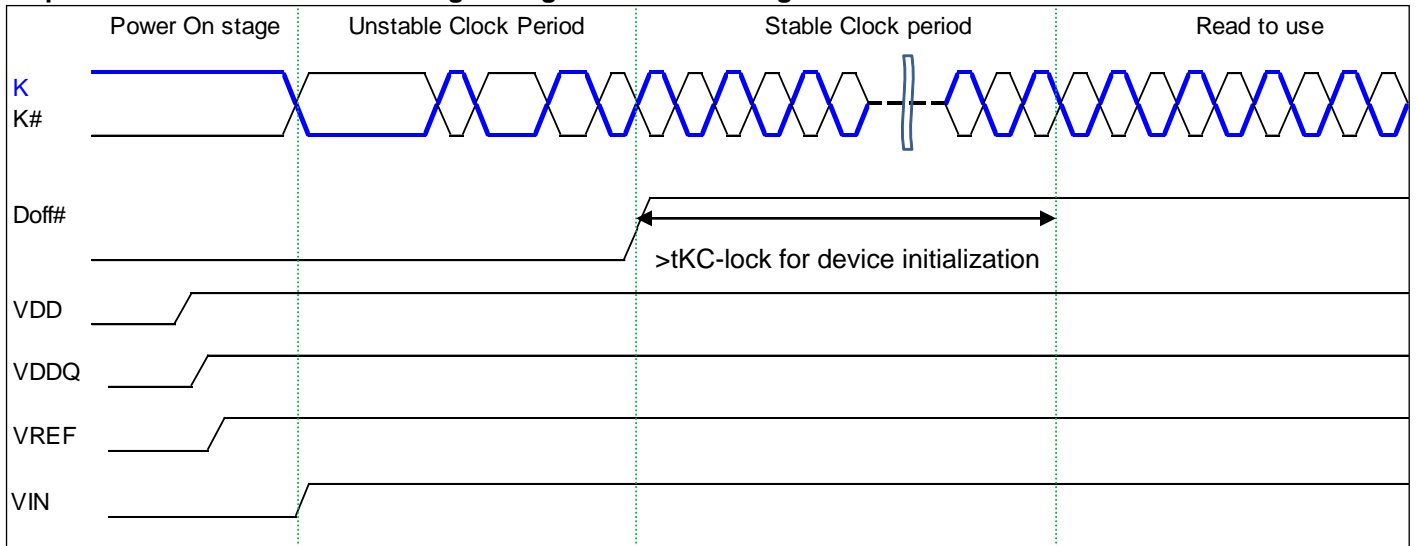 Power On stage
Unstable Clock Period
Stable Clock period
Read to use
K
K#
Doff#
>tKC-lock for device initialization
VDD
VDDQ
VREF
VIN